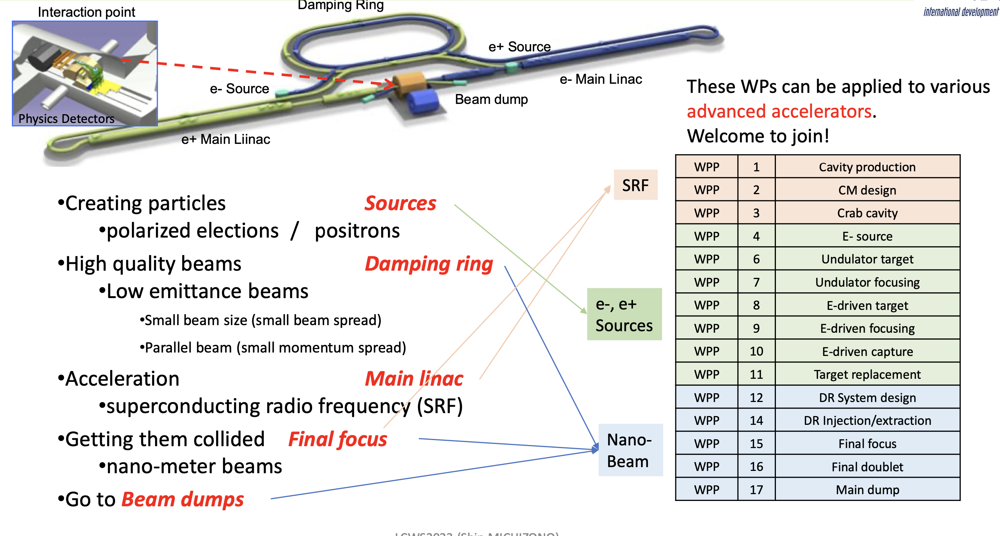 Damping Ring
Interaction point
international development
Physics Detectors
e+ Source
e- Source
e- Main Linac
Beam dump
e+ Main Liinac
These WPs can be applied to various
advanced accelerators.
Welcome to join!
•Creating particles Sources
•polarized elections / positrons
•High quality beams Damping ring
•Low emittance beams
•Small beam size (small beam spread)
•Parallel beam (small momentum spread)
•Acceleration Main linac
•superconducting radio frequency (SRF)
•Getting them collided Final focus
•nano-meter beams
•Go to Beam dumps
SRF
e-, e+
Sources
Nano-
Beam
WPP 1 Cavity production
WPP 2 CM design
WPP 3 Crab cavity
WPP 4 E- source
WPP 6 Undulator target
WPP 7 Undulator focusing
WPP 8 E-driven target
WPP 9 E-driven focusing
WPP 10 E-driven capture
WPP 11 Target replacement
WPP 12 DR System design
WPP 14 DR Injection/extraction
WPP 15 Final focus
WPP 16 Final doublet
WPP 17 Main dump
LCWS2023 (Shin MICHIZONO)